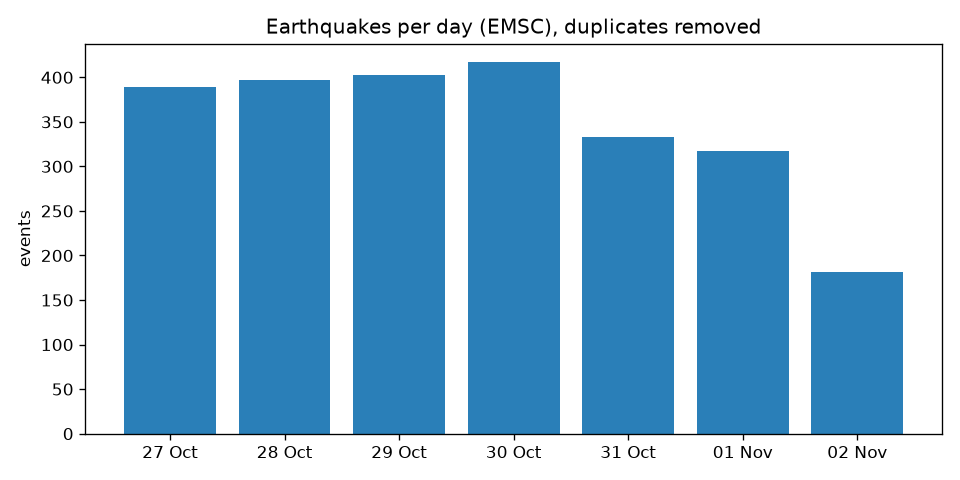 Earthquakes per day (EMSC), duplicates removed
events
400
350
300
250
200
150
100
50
0
27 Oct
28 Oct
29 Oct
30 Oct
31 Oct
01 Nov
02 Nov